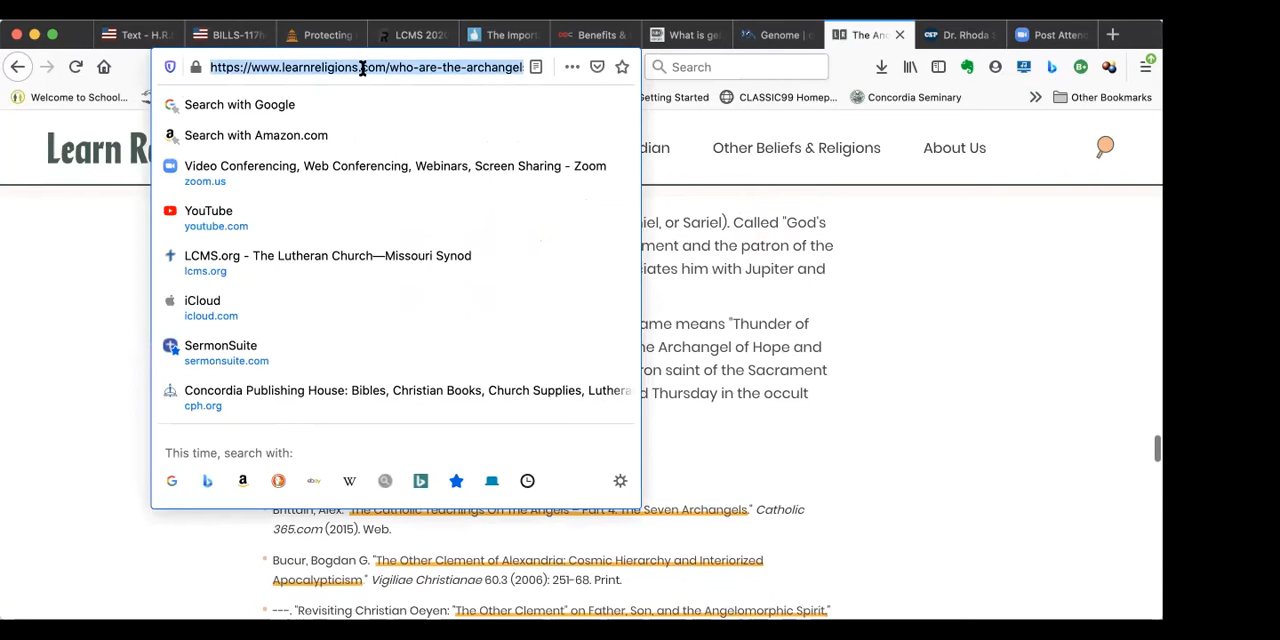 Text - H.R.
BILLS-117
Protecting
LCMS 202
The Import
Benefits &
What is ge
Genome |
The Anc
Dr. Rhoda S
Post Attend
https://www.learnreligions.com/who-are-the-archangel
Search
Welcome to School...
Getting Started
CLASSIC99 Homep...
Concordia Seminary
Other Bookmarks
Search with Google
Search with Amazon.com
Video Conferencing, Web Conferencing, Webinars, Screen Sharing - Zoom
zoom.us
YouTube
youtube.com
LCMS.org - The Lutheran Church—Missouri Synod
lcms.org
iCloud
icloud.com
SermonSuite
sermonsuite.com
Concordia Publishing House: Bibles, Christian Books, Church Supplies, Luthera
cph.org
This time, search with:
Learn R
dian
Other Beliefs & Religions
About Us
iel, or Sariel). Called "God's
ment and the patron of the
ciates him with Jupiter and
ame means "Thunder of
e Archangel of Hope and
ron saint of the Sacrament
d Thursday in the occult
Brittain, Alex. "The Catholic Teachings On The Angels – Part 4: The Seven Archangels." Catholic
365.com (2015). Web.
Bucur, Bogdan G. "The Other Clement of Alexandria: Cosmic Hierarchy and Interiorized
Apocalypticism." Vigiliae Christianae 60.3 (2006): 251-68. Print.
---. "Revisiting Christian Oeyen: "The Other Clement" on Father, Son, and the Angelomorphic Spirit,"